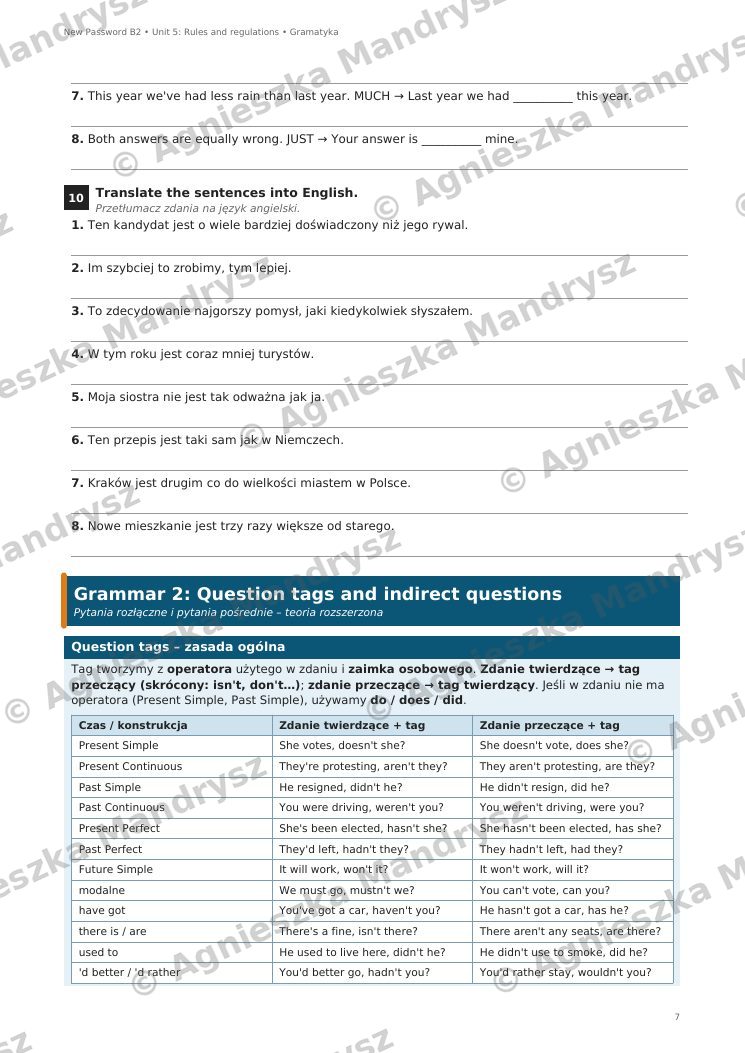 New Password B2 • Unit 5: Rules and regulations • Gramatyka
7. This year we've had less rain than last year. MUCH → Last year we had __________ this year.
8. Both answers are equally wrong. JUST → Your answer is __________ mine.
10 Translate the sentences into English.
Przetłumacz zdania na język angielski.
1. Ten kandydat jest o wiele bardziej doświadczony niż jego rywal.
2. Im szybciej to zrobimy, tym lepiej.
3. To zdecydowanie najgorszy pomysł, jaki kiedykolwiek słyszałem.
4. W tym roku jest coraz mniej turystów.
5. Moja siostra nie jest tak odważna jak ja.
6. Ten przepis jest taki sam jak w Niemczech.
7. Kraków jest drugim co do wielkości miastem w Polsce.
8. Nowe mieszkanie jest trzy razy większe od starego.
Grammar 2: Question tags and indirect questions
Pytania rozłączne i pytania pośrednie – teoria rozszerzona
Question tags – zasada ogólna
Tag tworzymy z operatora użytego w zdaniu i zaimka osobowego. Zdanie twierdzące → tag
przeczący (skrócony: isn't, don't…); zdanie przeczące → tag twierdzący. Jeśli w zdaniu nie ma
operatora (Present Simple, Past Simple), używamy do / does / did.
Czas / konstrukcja Zdanie twierdzące + tag Zdanie przeczące + tag
Present Simple She votes, doesn't she? She doesn't vote, does she?
Present Continuous They're protesting, aren't they? They aren't protesting, are they?
Past Simple He resigned, didn't he? He didn't resign, did he?
Past Continuous You were driving, weren't you? You weren't driving, were you?
Present Perfect She's been elected, hasn't she? She hasn't been elected, has she?
Past Perfect They'd left, hadn't they? They hadn't left, had they?
Future Simple It will work, won't it? It won't work, will it?
modalne We must go, mustn't we? You can't vote, can you?
have got You've got a car, haven't you? He hasn't got a car, has he?
there is / are There's a fine, isn't there? There aren't any seats, are there?
used to He used to live here, didn't he? He didn't use to smoke, did he?
'd better / 'd rather You'd better go, hadn't you? You'd rather stay, wouldn't you?
7
© Agnieszka Mandrysz